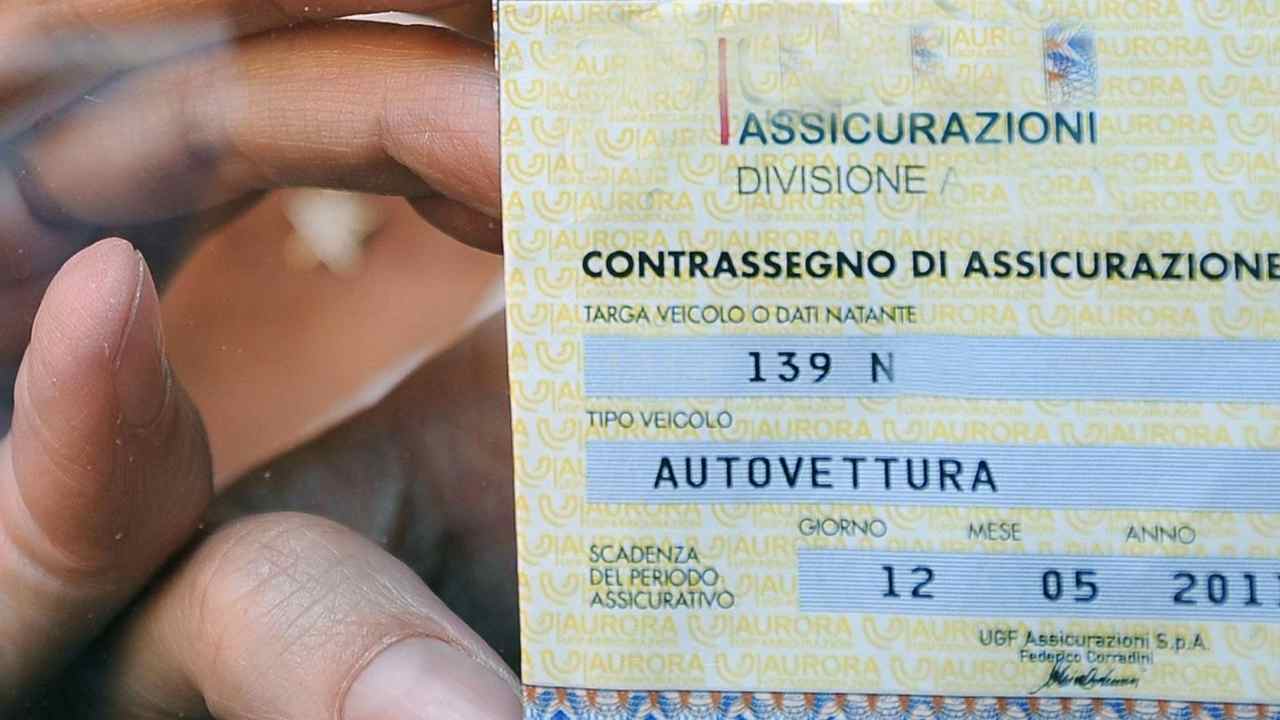 ASSICURAZIONI
DIVISIONE
CONTRASSEGNO DI ASSICURAZIONE
TARGA VEICOLO O DATI NATANTE
139 N
TIPO VEICOLO
AUTOVETTURA
GIORNO MESE ANNO
SCADENZA
DEL PERIODO
ASSICURATIVO
12 05 2011
UGF Assicurazioni S.p.A.
Federico Corradini